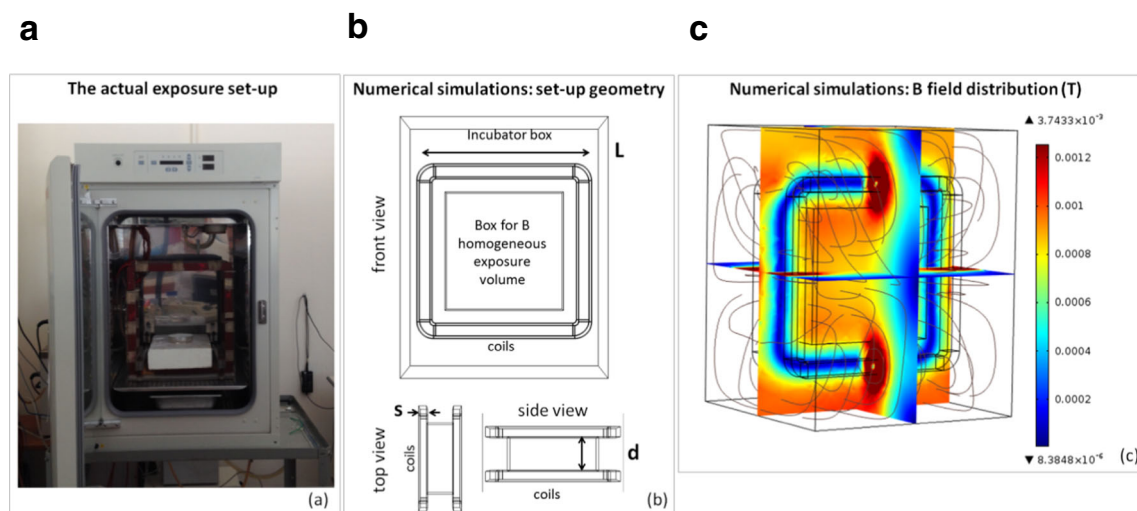 a
b
c
The actual exposure set-up
(a)
Numerical simulations: set-up geometry
Incubator box
L
front view
Box for B
homogeneous
exposure
volume
coils
S
side view
top view
coils
d
coils
(b)
Numerical simulations: B field distribution (T)
▲ 3.7433×10⁻³
0.0012
0.001
0.0008
0.0006
0.0004
0.0002
▼ 8.3848×10⁻⁶
(c)